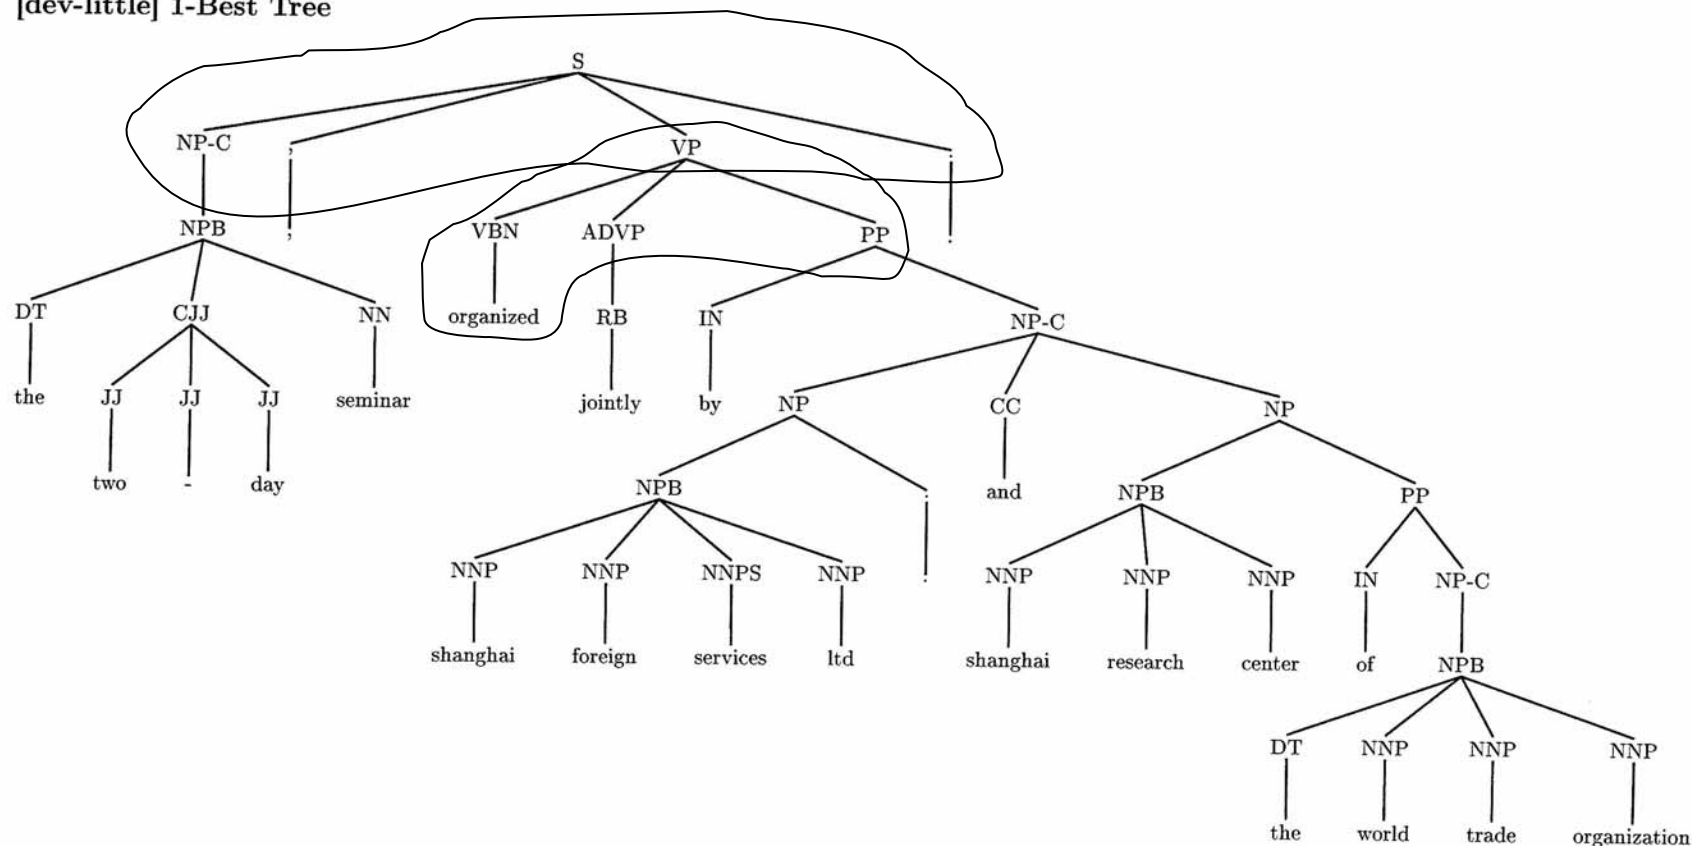 [dev-little] 1-Best Tree
S
NP-C , VP .
NPB , VBN ADVP PP .
DT CJJ NN organized RB IN NP-C
the JJ JJ JJ seminar jointly by NP CC NP
two - day NPB . and NPB PP
NNP NNP NNPS NNP . NNP NNP NNP IN NP-C
shanghai foreign services ltd shanghai research center of NPB
DT NNP NNP NNP
the world trade organization